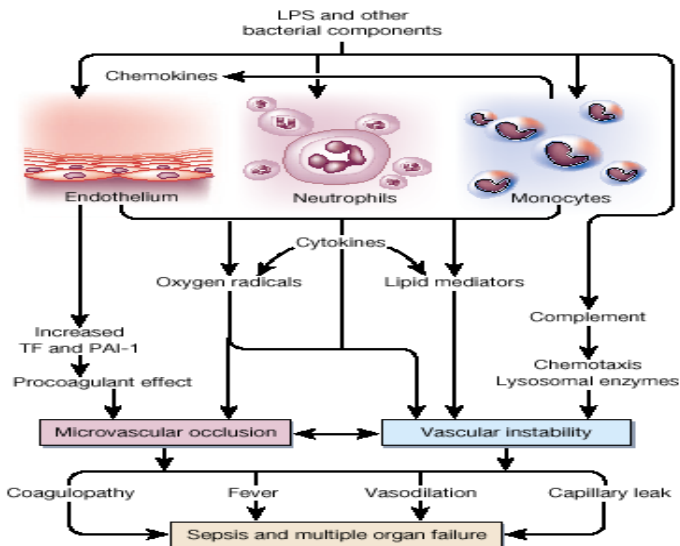 LPS and other
bacterial components
Chemokines
Endothelium
Neutrophils
Monocytes
Cytokines
Oxygen radicals
Lipid mediators
Increased
TF and PAI-1
Complement
Procoagulant effect
Chemotaxis
Lysosomal enzymes
Microvascular occlusion
Vascular instability
Coagulopathy
Fever
Vasodilation
Capillary leak
Sepsis and multiple organ failure